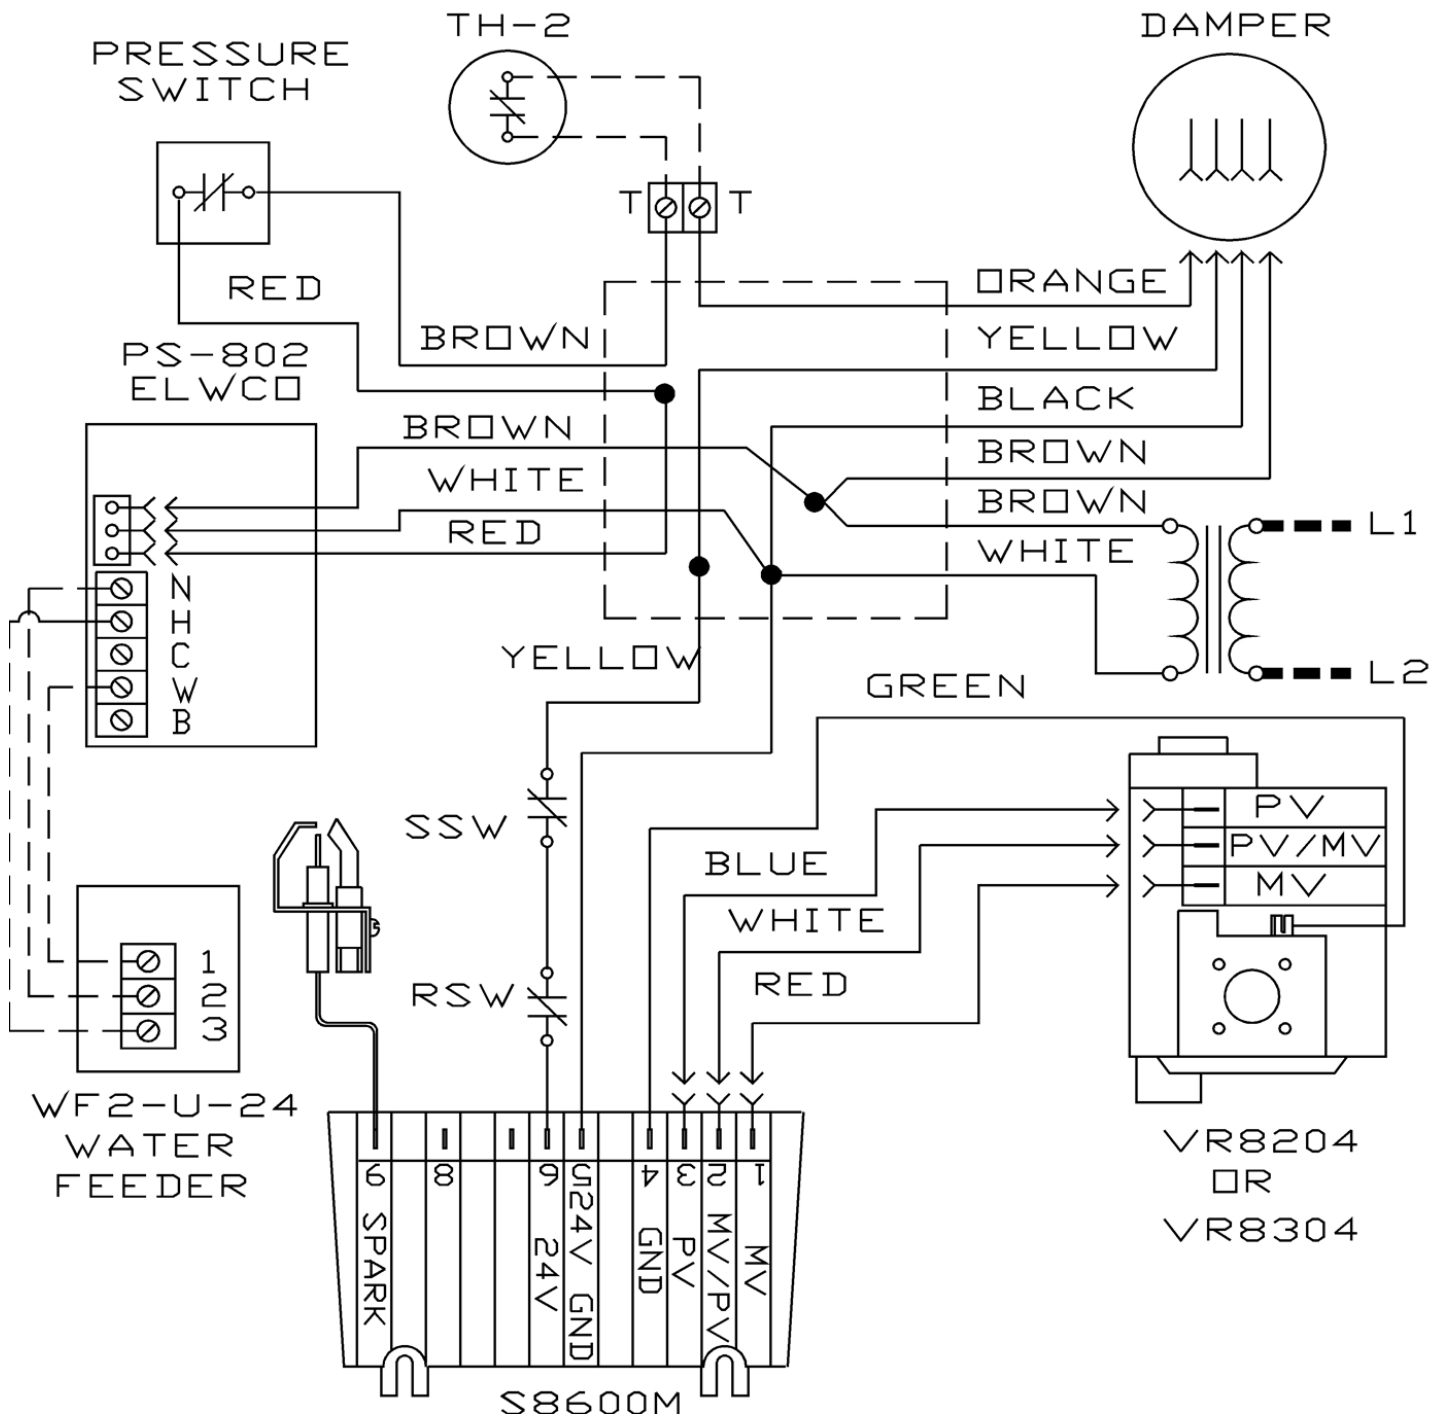 TH-2
DAMPER
PRESSURE
SWITCH
T
T
RED
ORANGE
BROWN
YELLOW
PS-802
ELWCO
BLACK
BROWN
BROWN
WHITE
BROWN
RED
L1
WHITE
N
H
C
W
B
YELLOW
L2
GREEN
PV
SSW
PV/MV
BLUE
MV
WHITE
1
RED
RSW
2
3
WF2-U-24
WATER
FEEDER
VR8204
OR
VR8304
9
8
6
5
4
3
2
1
SPARK
24V
24V GND
GND
PV
MV/PV
MV
S8600M